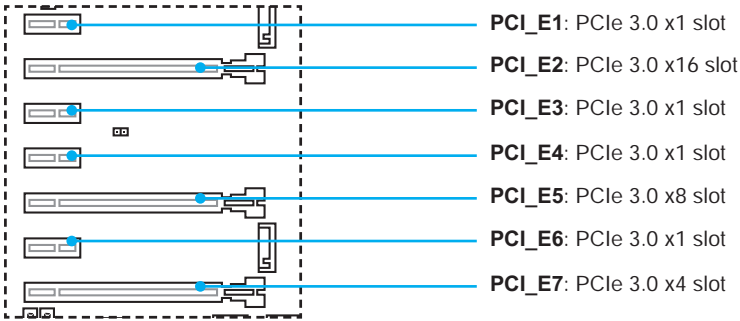 PCI_E1: PCIe 3.0 x1 slot
PCI_E2: PCIe 3.0 x16 slot
PCI_E3: PCIe 3.0 x1 slot
PCI_E4: PCIe 3.0 x1 slot
PCI_E5: PCIe 3.0 x8 slot
PCI_E6: PCIe 3.0 x1 slot
PCI_E7: PCIe 3.0 x4 slot